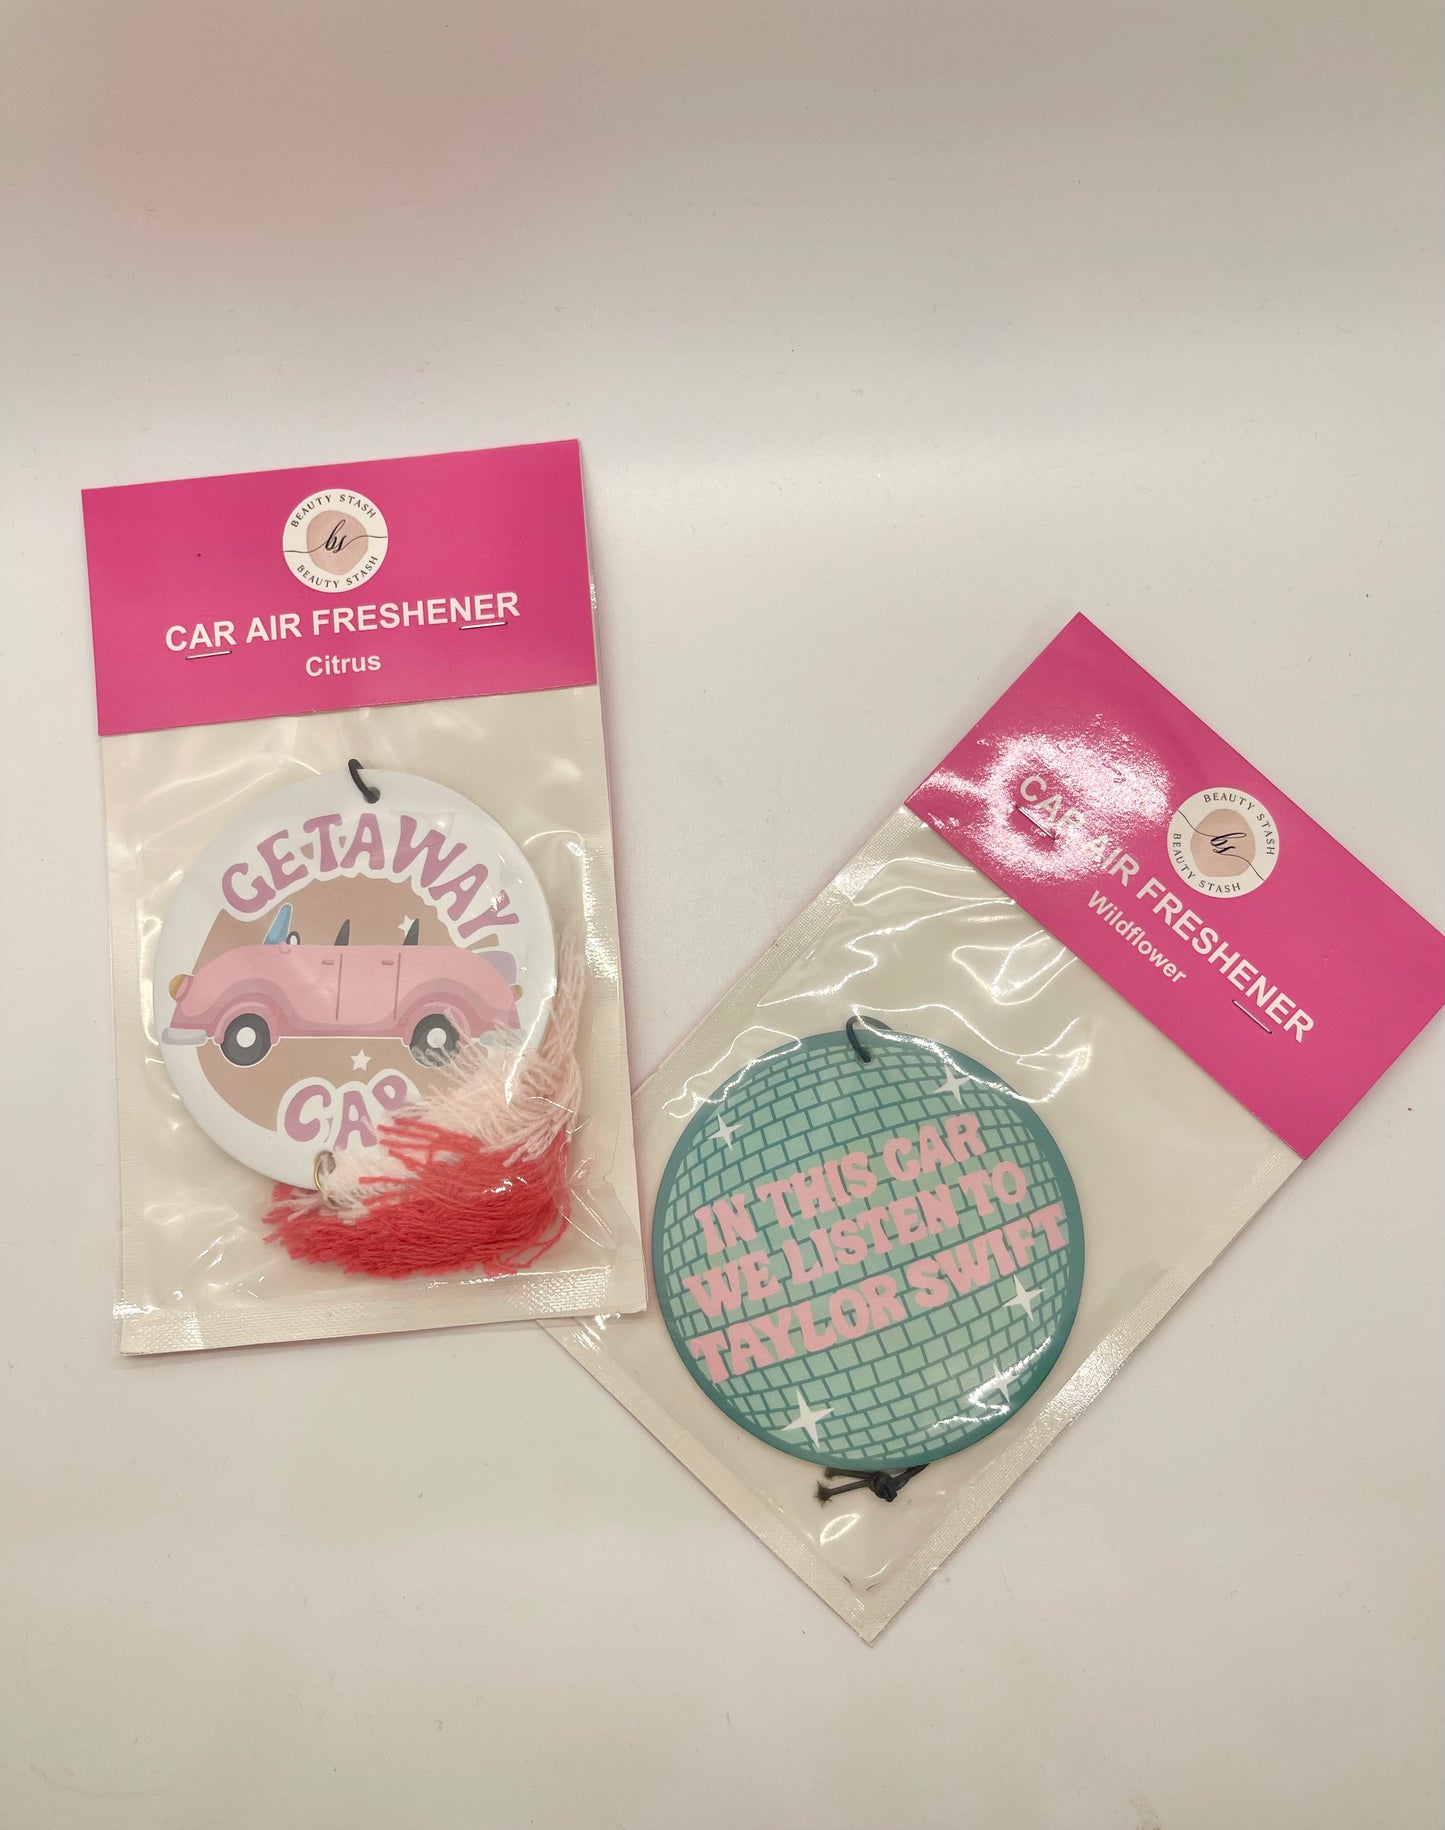 BEAUTY STASH
bs
BEAUTY STASH
CAR AIR FRESHENER
Citrus
GETAWAY
CAR
BEAUTY STASH
bs
BEAUTY STASH
CAR AIR FRESHENER
Wildflower
IN THIS CAR
WE LISTEN TO
TAYLOR SWIFT